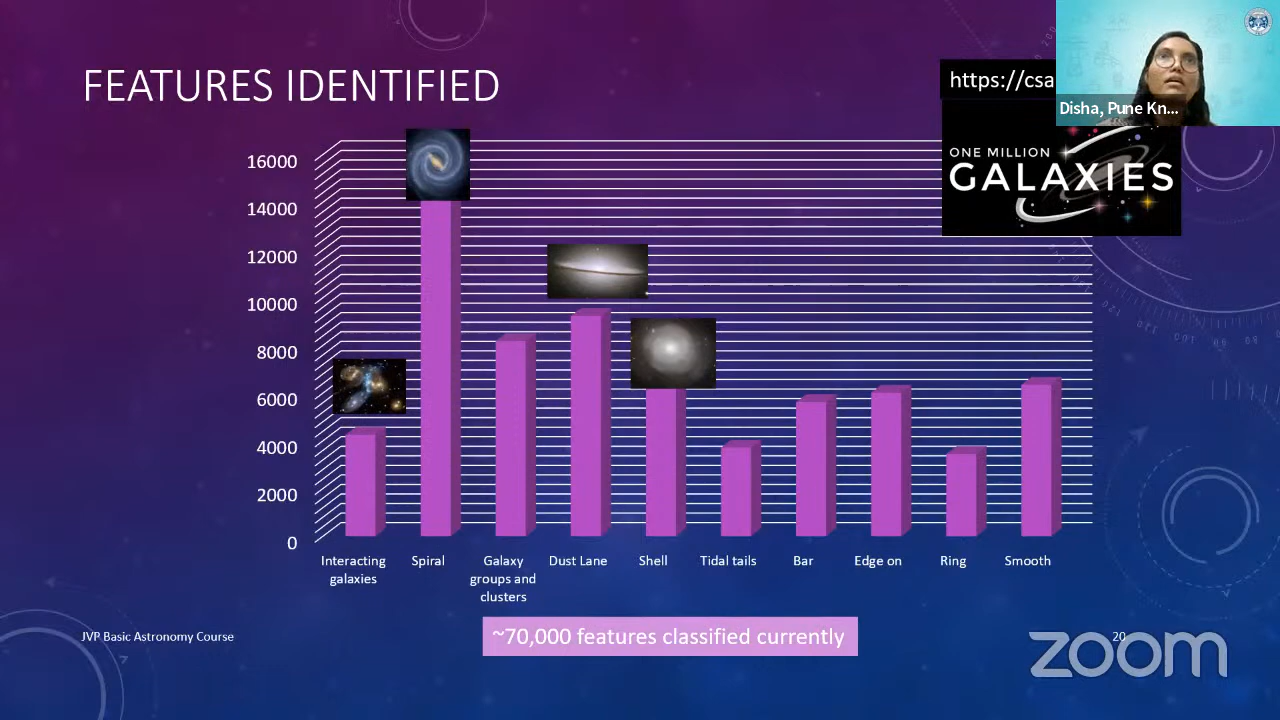 FEATURES IDENTIFIED
https://csa
Disha, Pune Kn...
ONE MILLION
GALAXIES
16000
14000
12000
10000
8000
6000
4000
2000
0
Interacting galaxies
Spiral
Galaxy groups and clusters
Dust Lane
Shell
Tidal tails
Bar
Edge on
Ring
Smooth
~70,000 features classified currently
JVP Basic Astronomy Course
20
zoom